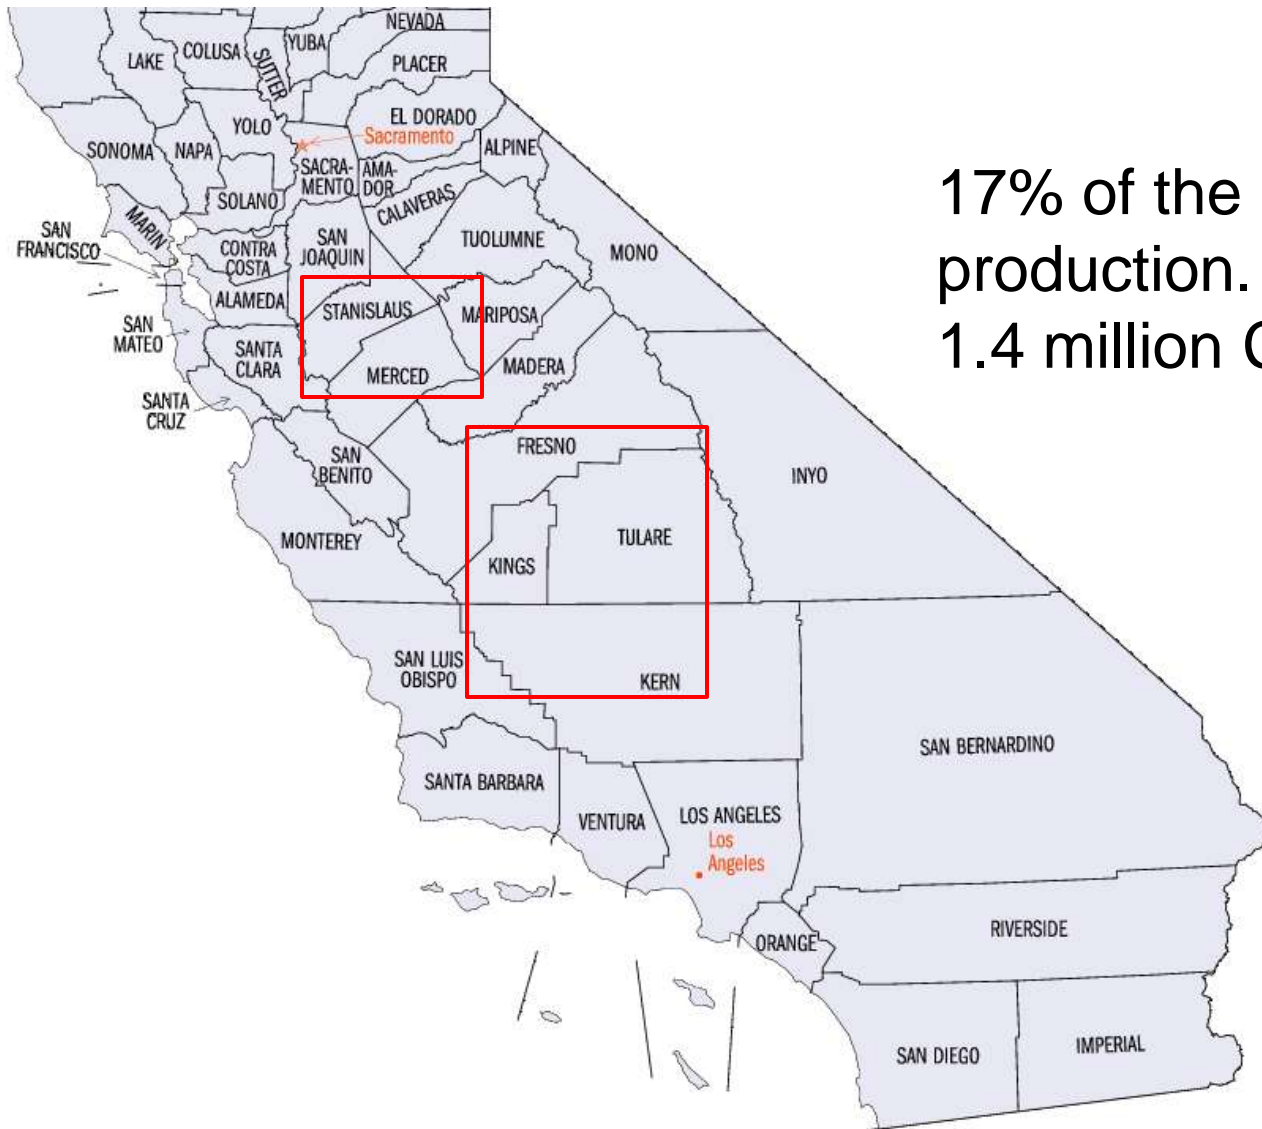 NEVADA
YUBA
COLUSA
LAKE
SUTTER
PLACER
EL DORADO
YOLO
Sacramento
SONOMA
NAPA
ALPINE
SACRA-
MENTO
AMA-
DOR
SOLANO
CALAVERAS
MARIN
SAN
FRANCISCO
SAN
JOAQUIN
TUOLUMNE
CONTRA
COSTA
MONO
ALAMEDA
STANISLAUS
MARIPOSA
SAN
MATEO
SANTA
CLARA
MERCED
MADERA
SANTA
CRUZ
FRESNO
SAN
BENITO
INYO
MONTEREY
TULARE
KINGS
SAN LUIS
OBISPO
KERN
SAN BERNARDINO
SANTA BARBARA
VENTURA
LOS ANGELES
Los
Angeles
ORANGE
RIVERSIDE
SAN DIEGO
IMPERIAL
17% of the
production.
1.4 million